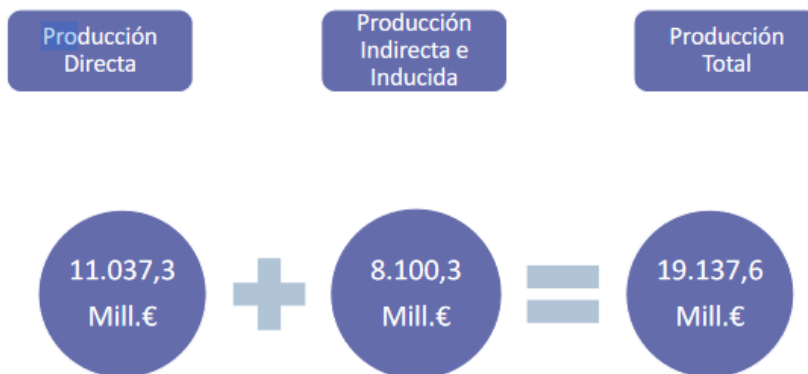 Producción
Directa
Producción
Indirecta e
Inducida
Producción
Total
11.037,3
Mill.€
8.100,3
Mill.€
19.137,6
Mill.€